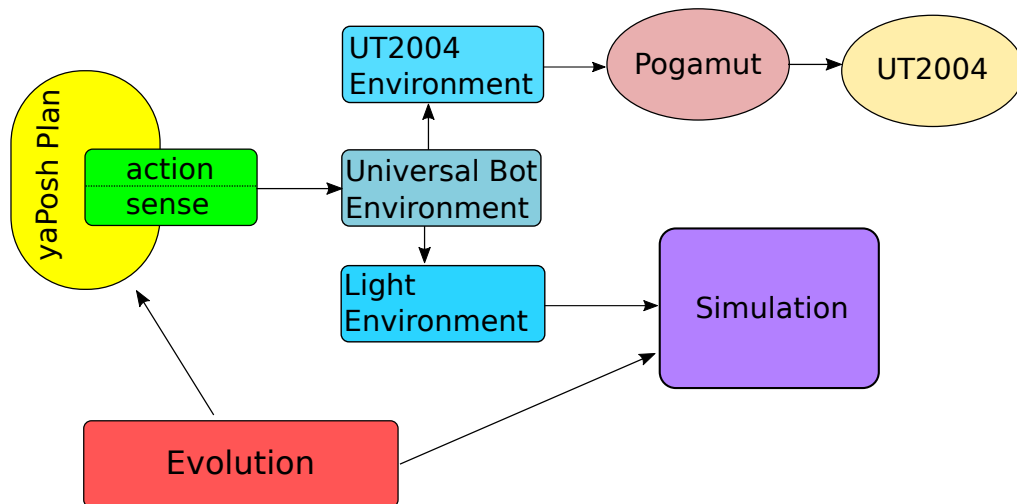 UT2004
Environment
Pogamut
UT2004
yaPosh Plan
action
sense
Universal Bot
Environment
Light
Environment
Simulation
Evolution